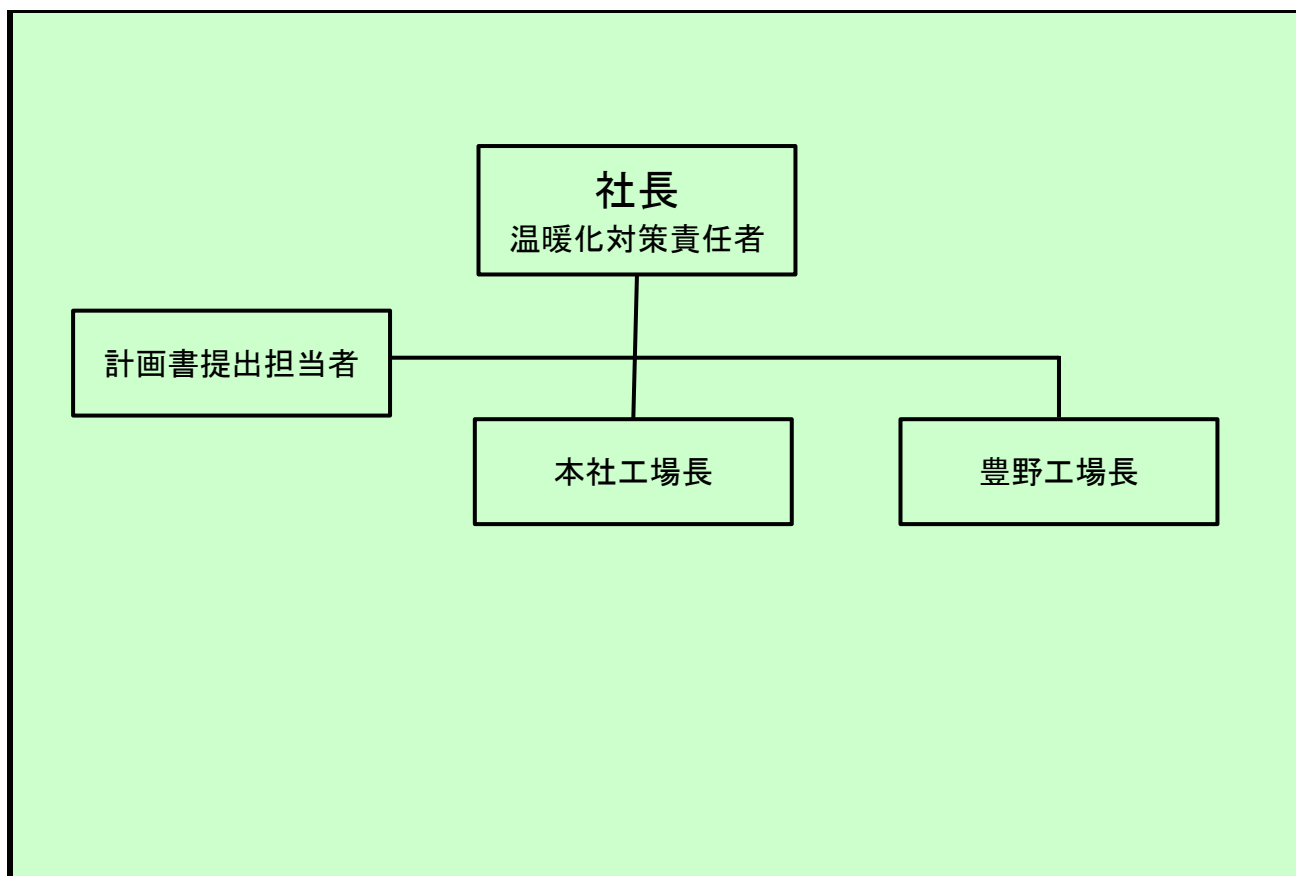 社長
温暖化対策責任者
計画書提出担当者
本社工場長
豊野工場長